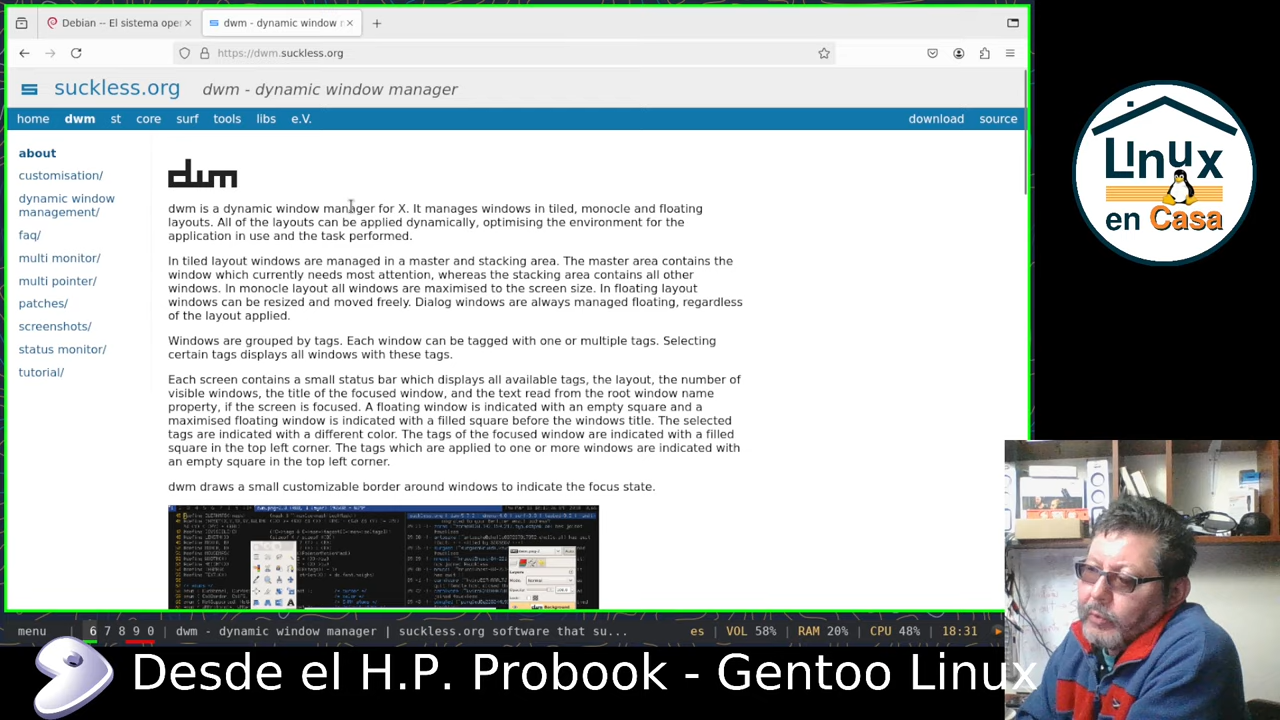 Debian -- El sistema ope
dwm - dynamic window r
https://dwm.suckless.org
suckless.org
dwm - dynamic window manager
home dwm st core surf tools libs e.V. download source
about
customisation/
dynamic window
management/
faq/
multi monitor/
multi pointer/
patches/
screenshots/
status monitor/
tutorial/
dwm
dwm is a dynamic window manager for X. It manages windows in tiled, monocle and floating
layouts. All of the layouts can be applied dynamically, optimising the environment for the
application in use and the task performed.
In tiled layout windows are managed in a master and stacking area. The master area contains the
window which currently needs most attention, whereas the stacking area contains all other
windows. In monocle layout all windows are maximised to the screen size. In floating layout
windows can be resized and moved freely. Dialog windows are always managed floating, regardless
of the layout applied.
Windows are grouped by tags. Each window can be tagged with one or multiple tags. Selecting
certain tags displays all windows with these tags.
Each screen contains a small status bar which displays all available tags, the layout, the number of
visible windows, the title of the focused window, and the text read from the root window name
property, if the screen is focused. A floating window is indicated with an empty square and a
maximised floating window is indicated with a filled square before the windows title. The selected
tags are indicated with a different color. The tags of the focused window are indicated with a filled
square in the top left corner. The tags which are applied to one or more windows are indicated with
an empty square in the top left corner.
dwm draws a small customizable border around windows to indicate the focus state.
menu | 6 7 8 9 0 | dwm - dynamic window manager | suckless.org software that su... es | VOL 58% | RAM 20% | CPU 48% | 18:31
Linux
en Casa
Desde el H.P. Probook - Gentoo Linux